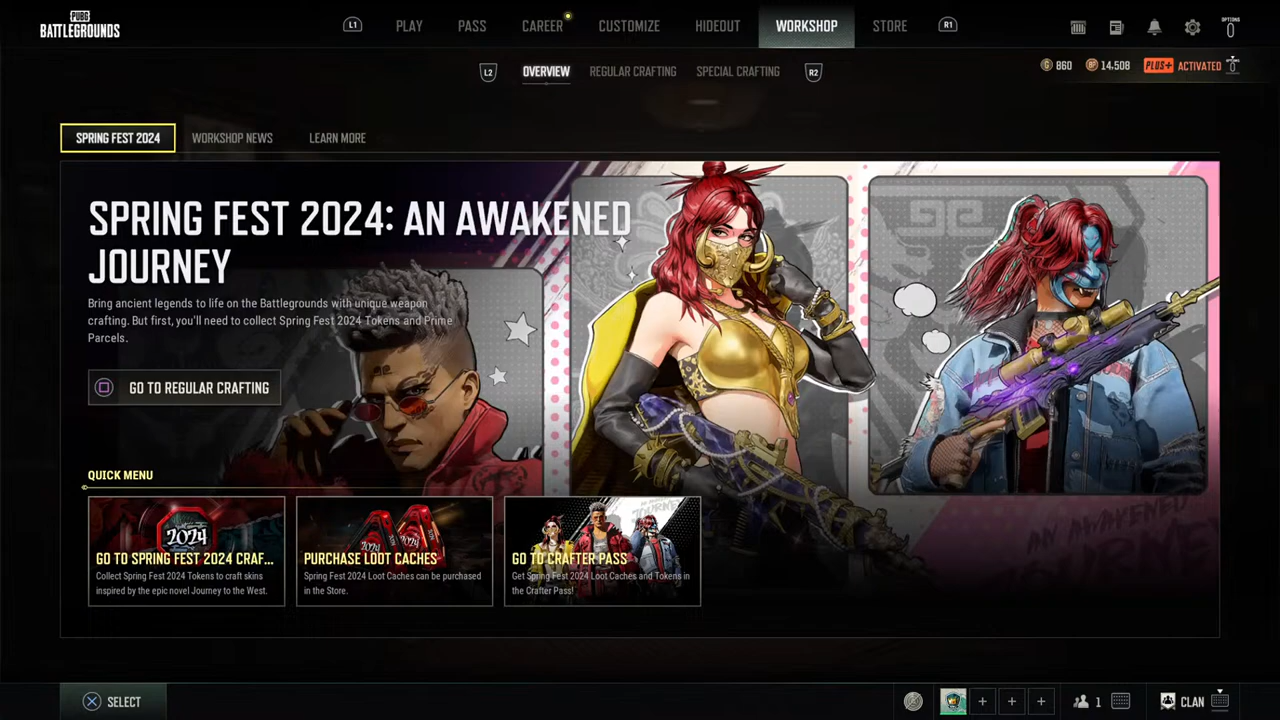 PUBG
BATTLEGROUNDS
L1
PLAY
PASS
CAREER
CUSTOMIZE
HIDEOUT
WORKSHOP
STORE
R1
OPTIONS
L2
OVERVIEW
REGULAR CRAFTING
SPECIAL CRAFTING
R2
G 860
BP 14,508
PLUS+ ACTIVATED
SPRING FEST 2024
WORKSHOP NEWS
LEARN MORE
SPRING FEST 2024: AN AWAKENED
JOURNEY
Bring ancient legends to life on the Battlegrounds with unique weapon
crafting. But first, you'll need to collect Spring Fest 2024 Tokens and Prime
Parcels.
GO TO REGULAR CRAFTING
QUICK MENU
2024
GO TO SPRING FEST 2024 CRAF...
Collect Spring Fest 2024 Tokens to craft skins
inspired by the epic novel Journey to the West.
2024
2024
PURCHASE LOOT CACHES
Spring Fest 2024 Loot Caches can be purchased
in the Store.
JOURNEY
GO TO CRAFTER PASS
Get Spring Fest 2024 Loot Caches and Tokens in
the Crafter Pass!
AN AWAKENED
SELECT
1
CLAN